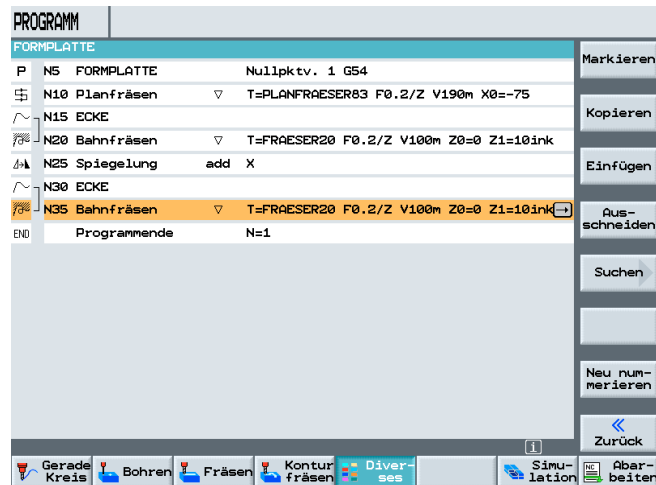 PROGRAMM
FORMPLATTE
P N5 FORMPLATTE Nullpktv. 1 G54
N10 Planfräsen ▽ T=PLANFRAESER83 F0.2/Z V190m X0=-75
N15 ECKE
N20 Bahnfräsen ▽ T=FRAESER20 F0.2/Z V100m Z0=0 Z1=10ink
N25 Spiegelung add X
N30 ECKE
N35 Bahnfräsen ▽ T=FRAESER20 F0.2/Z V100m Z0=0 Z1=10ink
END Programmende N=1
Markieren
Kopieren
Einfügen
Aus-
schneiden
Suchen
Neu num-
merieren
Zurück
i
Gerade
Kreis
Bohren
Fräsen
Kontur
fräsen
Diver-
ses
Simu-
lation
NC
Abar-
beiten